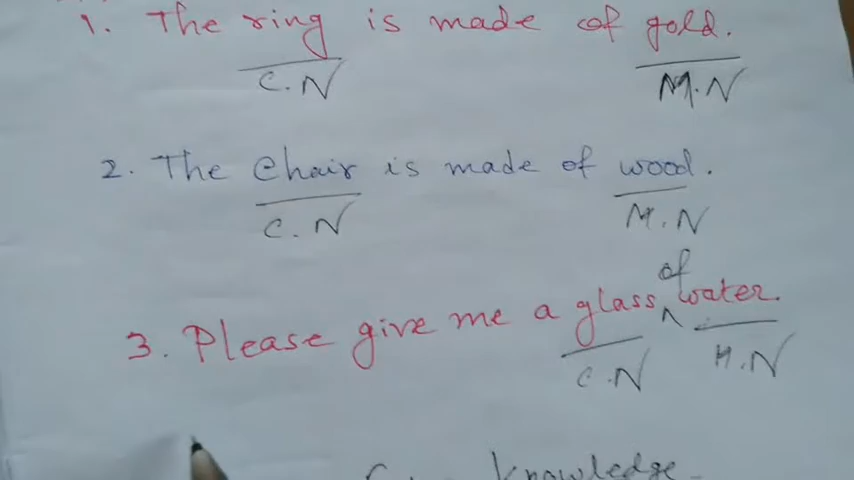 1. The ring is made of gold.
C.N M.N
2. The chair is made of wood.
C.N M.N
of
3. Please give me a glass ^ water.
C.N M.N
knowledge